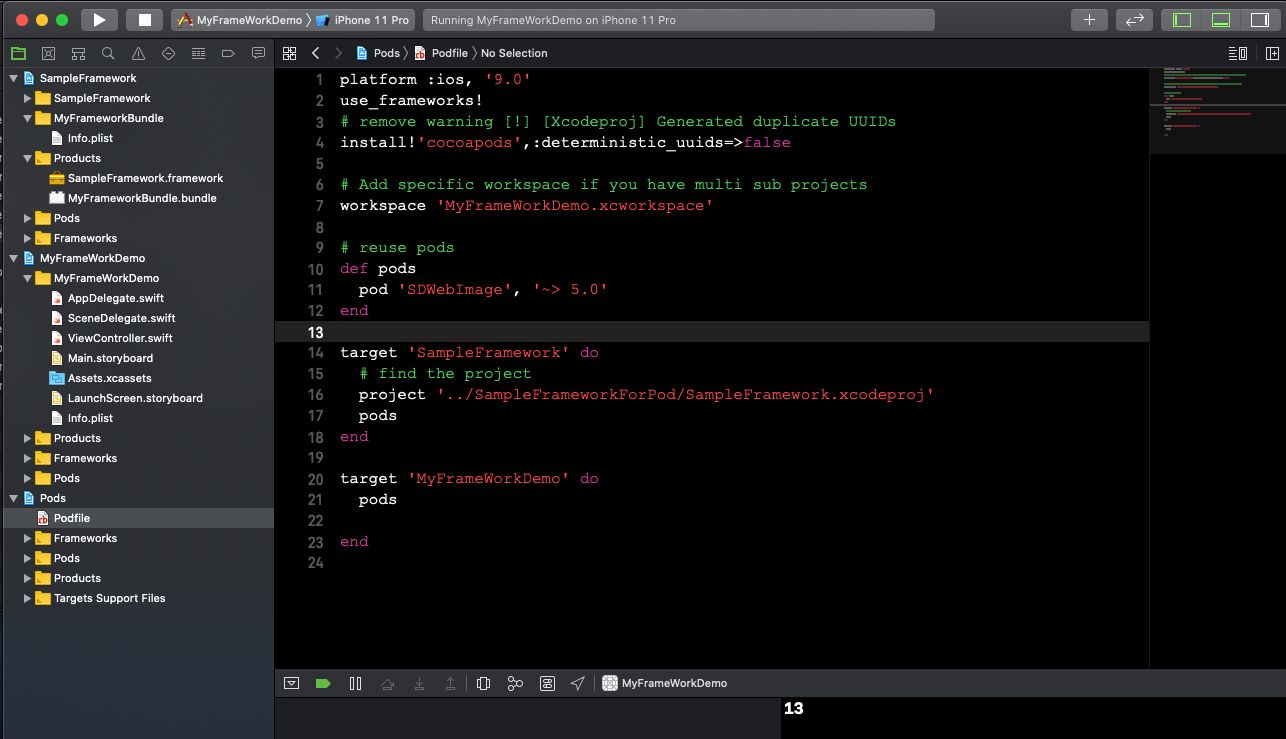 MyFrameWorkDemo
iPhone 11 Pro
Running MyFrameWorkDemo on iPhone 11 Pro
Pods
Podfile
No Selection
SampleFramework
SampleFramework
MyFrameworkBundle
Info.plist
Products
SampleFramework.framework
MyFrameworkBundle.bundle
Pods
Frameworks
MyFrameWorkDemo
MyFrameWorkDemo
AppDelegate.swift
SceneDelegate.swift
ViewController.swift
Main.storyboard
Assets.xcassets
LaunchScreen.storyboard
Info.plist
Products
Frameworks
Pods
Pods
Podfile
Frameworks
Pods
Products
Targets Support Files
1 platform :ios, '9.0'
2 use_frameworks!
3 # remove warning [!] [Xcodeproj] Generated duplicate UUIDs
4 install!'cocoapods',:deterministic_uuids=>false
5
6 # Add specific workspace if you have multi sub projects
7 workspace 'MyFrameWorkDemo.xcworkspace'
8
9 # reuse pods
10 def pods
11 pod 'SDWebImage', '~> 5.0'
12 end
13
14 target 'SampleFramework' do
15 # find the project
16 project '../SampleFrameworkForPod/SampleFramework.xcodeproj'
17 pods
18 end
19
20 target 'MyFrameWorkDemo' do
21 pods
22
23 end
24
MyFrameWorkDemo
13